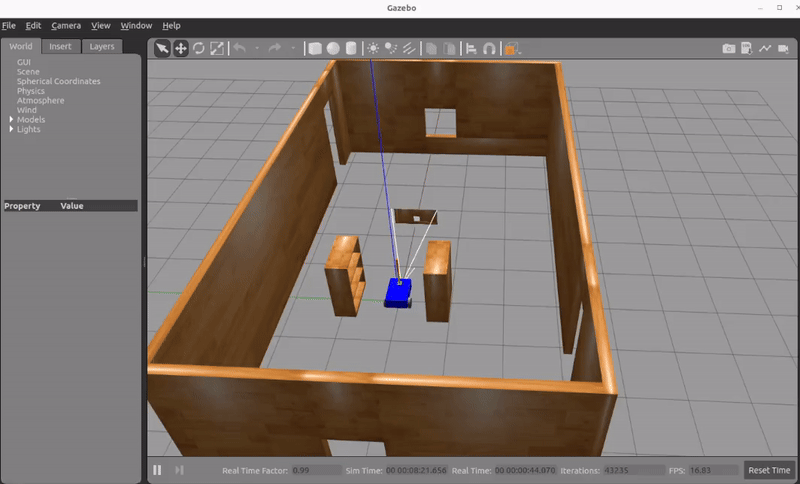 Gazebo
File Edit Camera View Window Help
World Insert Layers
GUI
Scene
Spherical Coordinates
Physics
Atmosphere
Wind
Models
Lights
Property Value
Real Time Factor: 0.99 Sim Time: 00 00:08:21.656 Real Time: 00 00:00:44.070 Iterations: 43235 FPS: 16.83 Reset Time